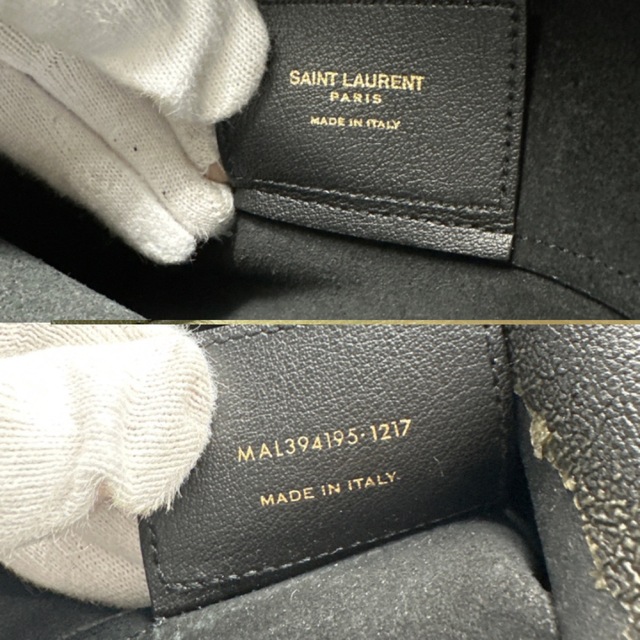 SAINT LAURENT
PARIS
MADE IN ITALY
MAL394195·1217
MADE IN ITALY